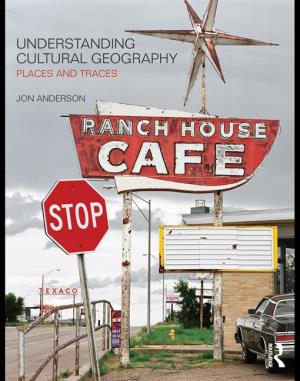 UNDERSTANDING
CULTURAL GEOGRAPHY
PLACES AND TRACES
JON ANDERSON
RANCH HOUSE
CAFE
STOP
TEXACO